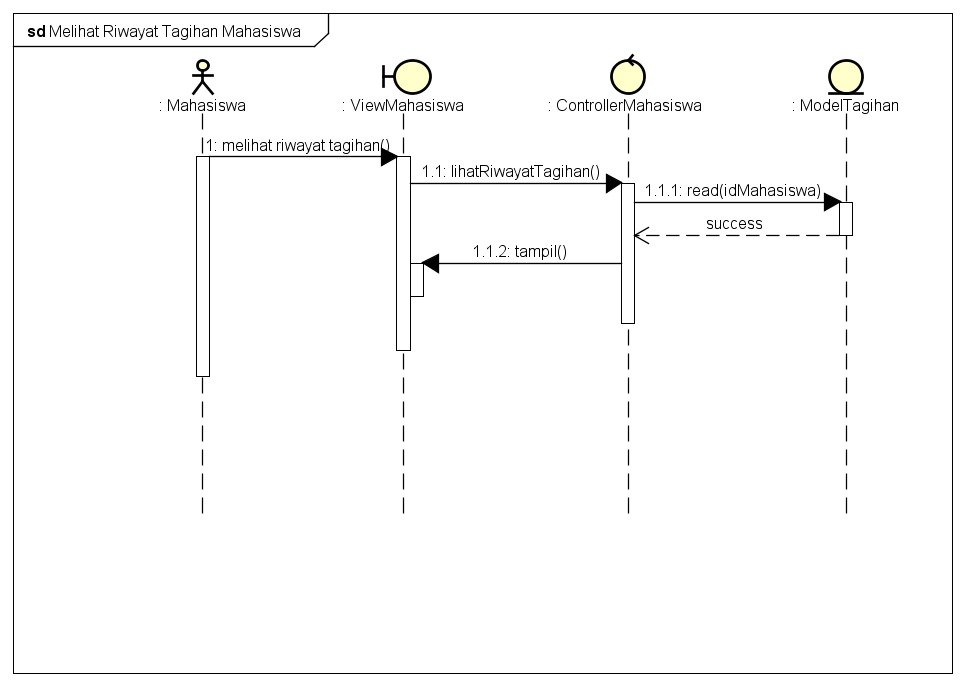 sd Melihat Riwayat Tagihan Mahasiswa
: Mahasiswa
: ViewMahasiswa
: ControllerMahasiswa
: ModelTagihan
1: melihat riwayat tagihan()
1.1: lihatRiwayatTagihan()
1.1.1: read(idMahasiswa)
success
1.1.2: tampil()